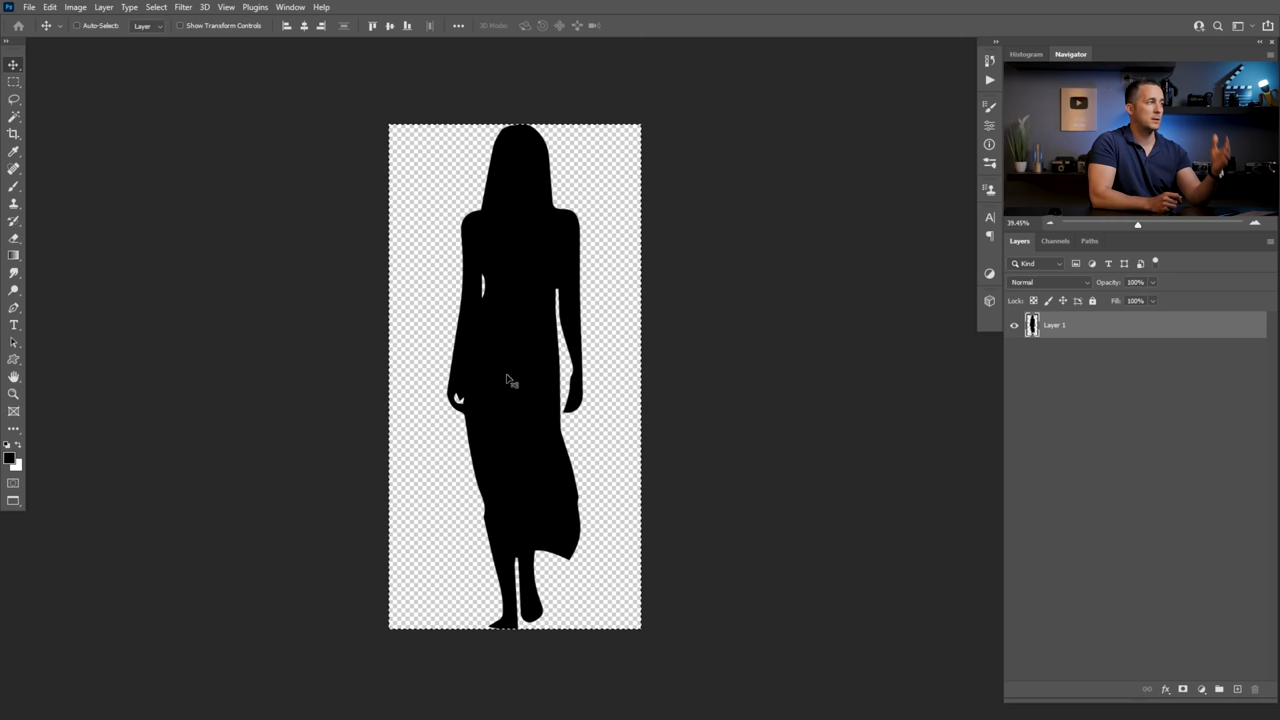 Ps File Edit Image Layer Type Select Filter 3D View Plugins Window Help
Auto-Select: Layer Show Transform Controls 3D Mode:
Histogram Navigator
39.45%
Layers Channels Paths
Kind
Normal Opacity: 100%
Lock: Fill: 100%
Layer 1